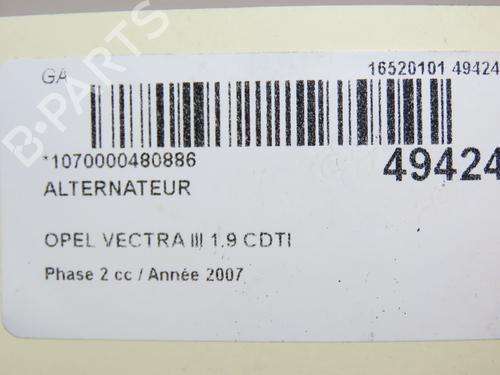 GA
16520101 49424
*1070000480886
49424
ALTERNATEUR
OPEL VECTRA III 1.9 CDTI
Phase 2 cc / Année 2007
B-PARTS